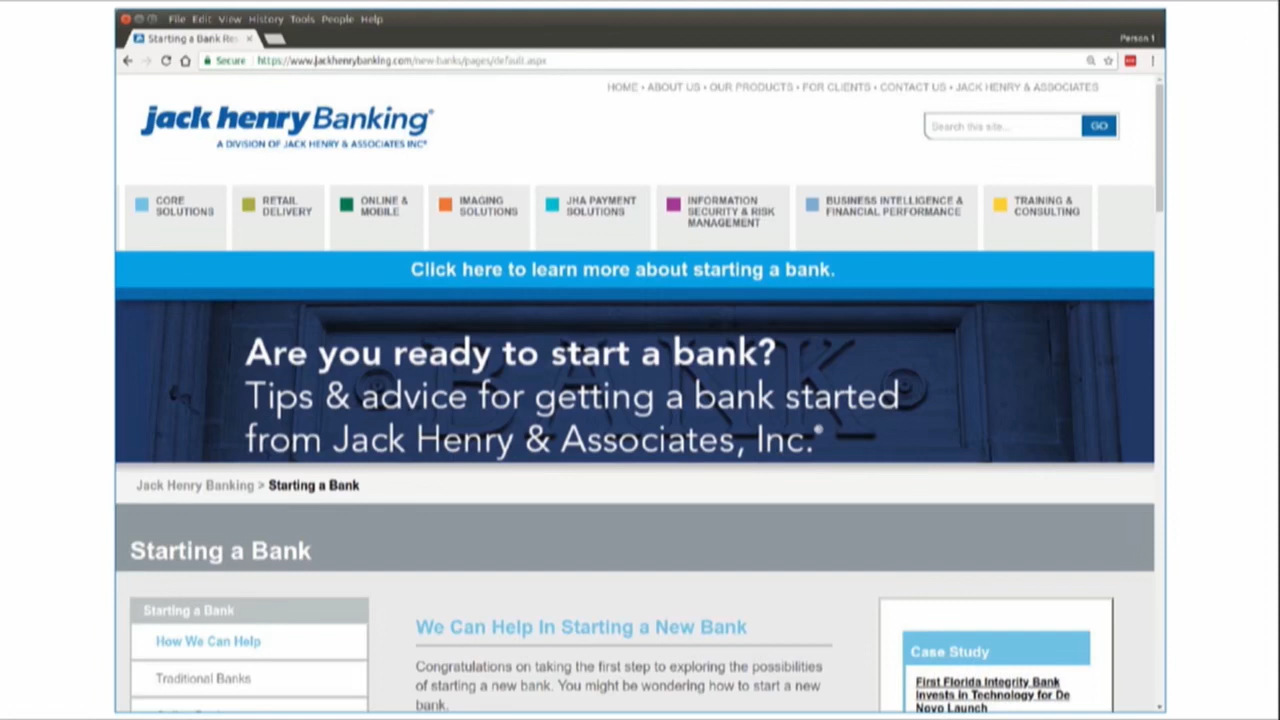 File Edit View History Tools People Help
Starting a Bank Re
Person 1
Secure https://www.jackhenrybanking.com/new-banks/pages/default.aspx
HOME • ABOUT US • OUR PRODUCTS • FOR CLIENTS • CONTACT US • JACK HENRY & ASSOCIATES
jack henry Banking®
A DIVISION OF JACK HENRY & ASSOCIATES INC®
Search this site...
GO
CORE
SOLUTIONS
RETAIL
DELIVERY
ONLINE &
MOBILE
IMAGING
SOLUTIONS
JHA PAYMENT
SOLUTIONS
INFORMATION
SECURITY & RISK
MANAGEMENT
BUSINESS INTELLIGENCE &
FINANCIAL PERFORMANCE
TRAINING &
CONSULTING
Click here to learn more about starting a bank.
BANK
Are you ready to start a bank?
Tips & advice for getting a bank started
from Jack Henry & Associates, Inc.®
Jack Henry Banking > Starting a Bank
Starting a Bank
Starting a Bank
How We Can Help
Traditional Banks
We Can Help In Starting a New Bank
Congratulations on taking the first step to exploring the possibilities
of starting a new bank. You might be wondering how to start a new
bank.
Case Study
First Florida Integrity Bank
Invests in Technology for De
Novo Launch